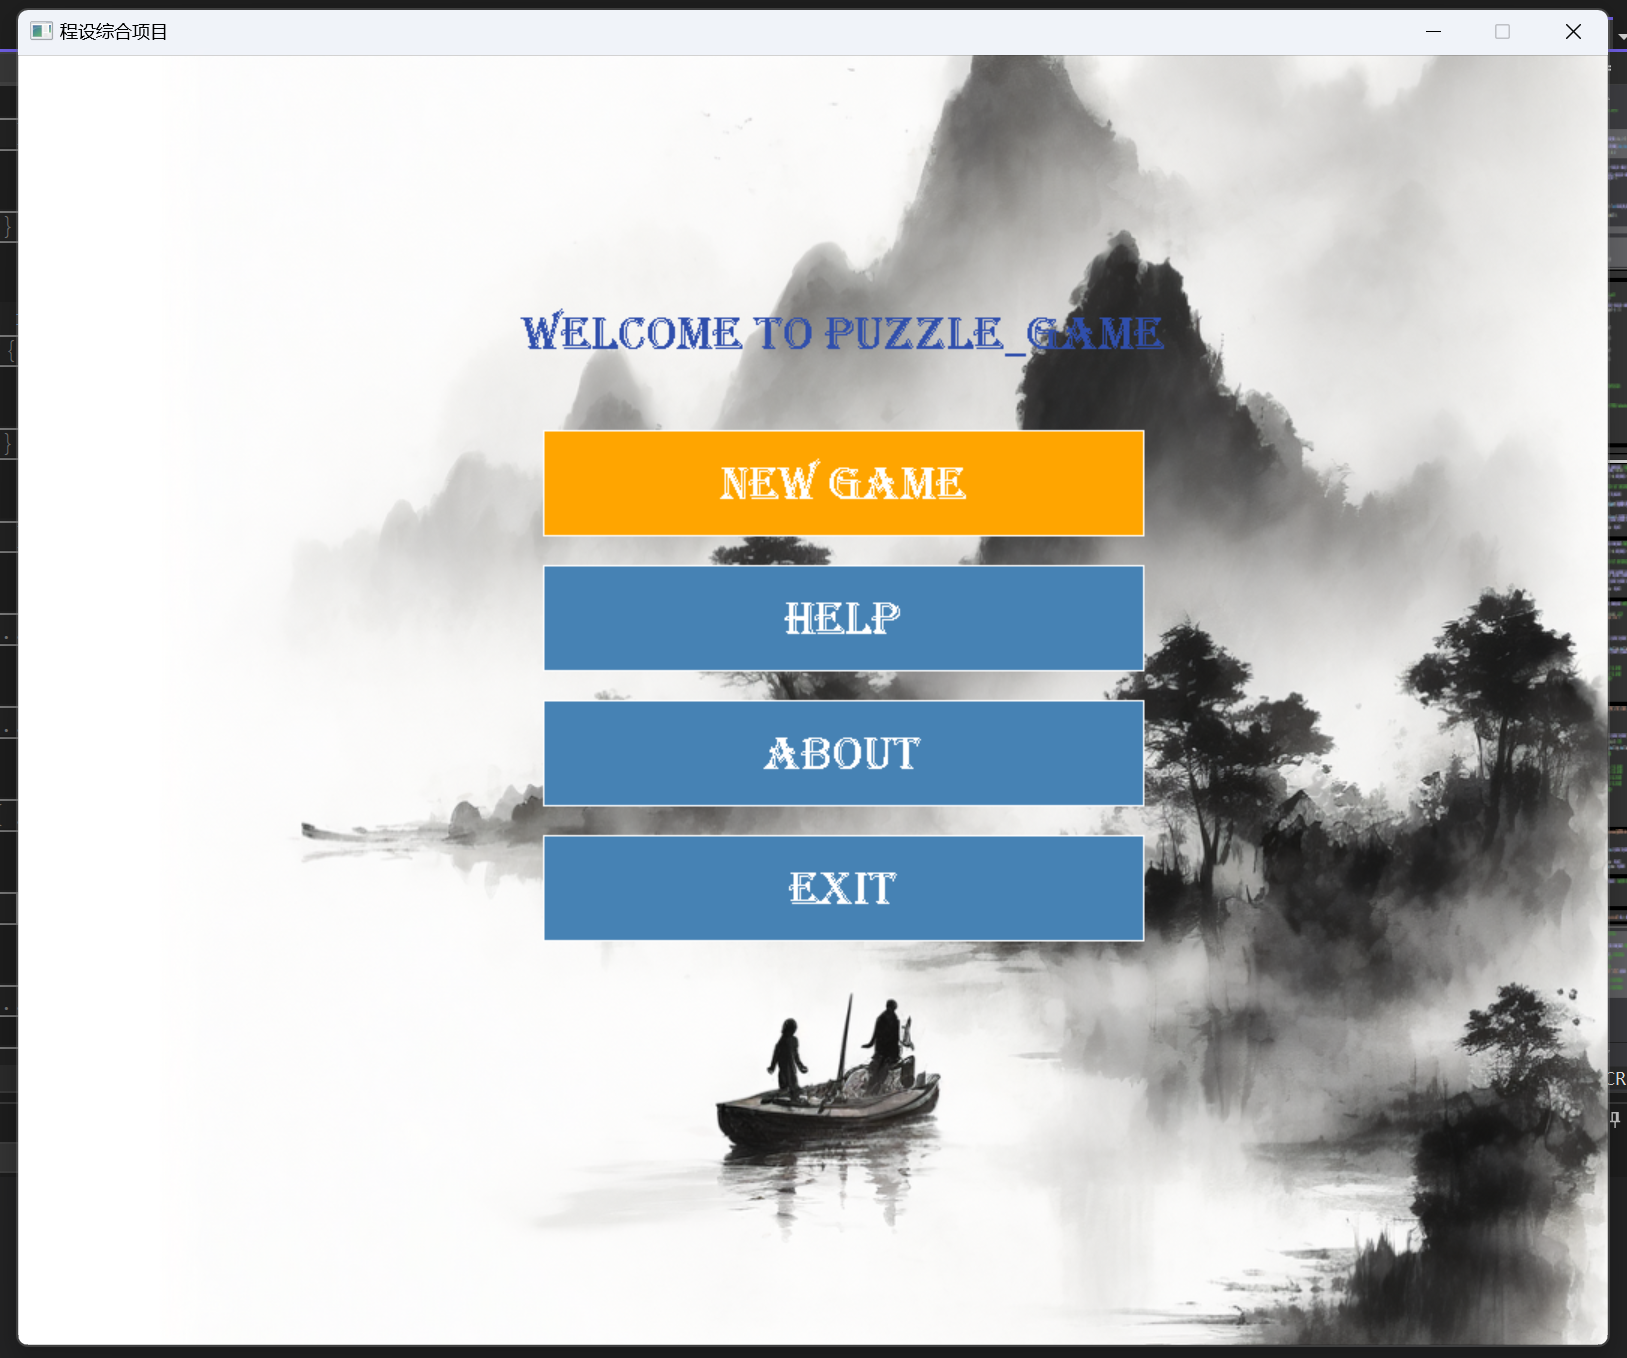 程设综合项目
WELCOME TO PUZZLE_GAME
NEW GAME
HELP
ABOUT
EXIT